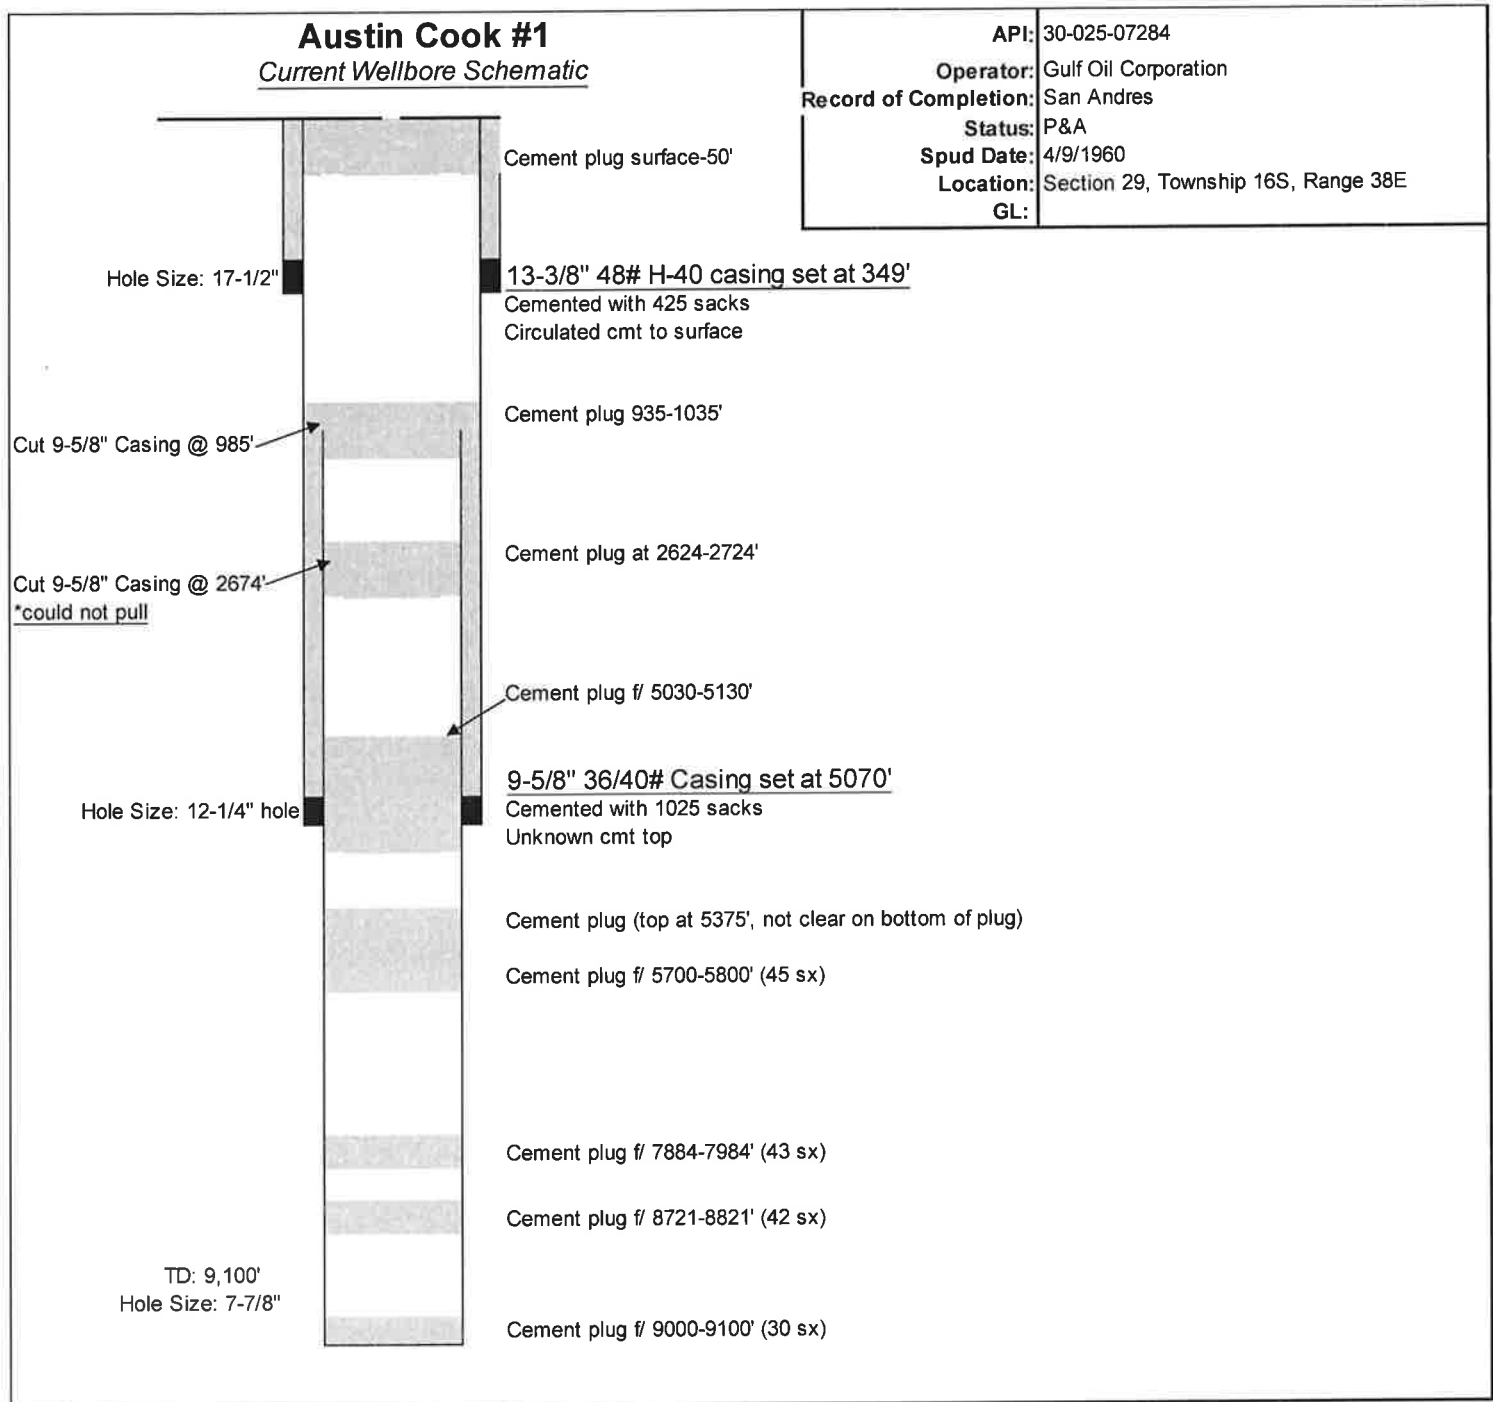 Austin Cook #1
Current Wellbore Schematic
API: 30-025-07284
Operator: Gulf Oil Corporation
Record of Completion: San Andres
Status: P&A
Spud Date: 4/9/1960
Location: Section 29, Township 16S, Range 38E
GL:
Cement plug surface-50'
Hole Size: 17-1/2"
13-3/8" 48# H-40 casing set at 349'
Cemented with 425 sacks
Circulated cmt to surface
Cement plug 935-1035'
Cut 9-5/8" Casing @ 985'
Cement plug at 2624-2724'
Cut 9-5/8" Casing @ 2674'
*could not pull
Cement plug f/ 5030-5130'
9-5/8" 36/40# Casing set at 5070'
Hole Size: 12-1/4" hole
Cemented with 1025 sacks
Unknown cmt top
Cement plug (top at 5375', not clear on bottom of plug)
Cement plug f/ 5700-5800' (45 sx)
Cement plug f/ 7884-7984' (43 sx)
Cement plug f/ 8721-8821' (42 sx)
TD: 9,100'
Hole Size: 7-7/8"
Cement plug f/ 9000-9100' (30 sx)